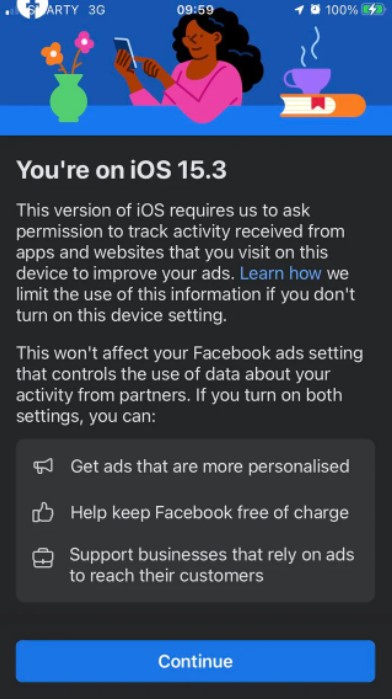 ARTY 3G 09:59 100%
You're on iOS 15.3
This version of iOS requires us to ask
permission to track activity received from
apps and websites that you visit on this
device to improve your ads. Learn how we
limit the use of this information if you don't
turn on this device setting.
This won't affect your Facebook ads setting
that controls the use of data about your
activity from partners. If you turn on both
settings, you can:
Get ads that are more personalised
Help keep Facebook free of charge
Support businesses that rely on ads
to reach their customers
Continue